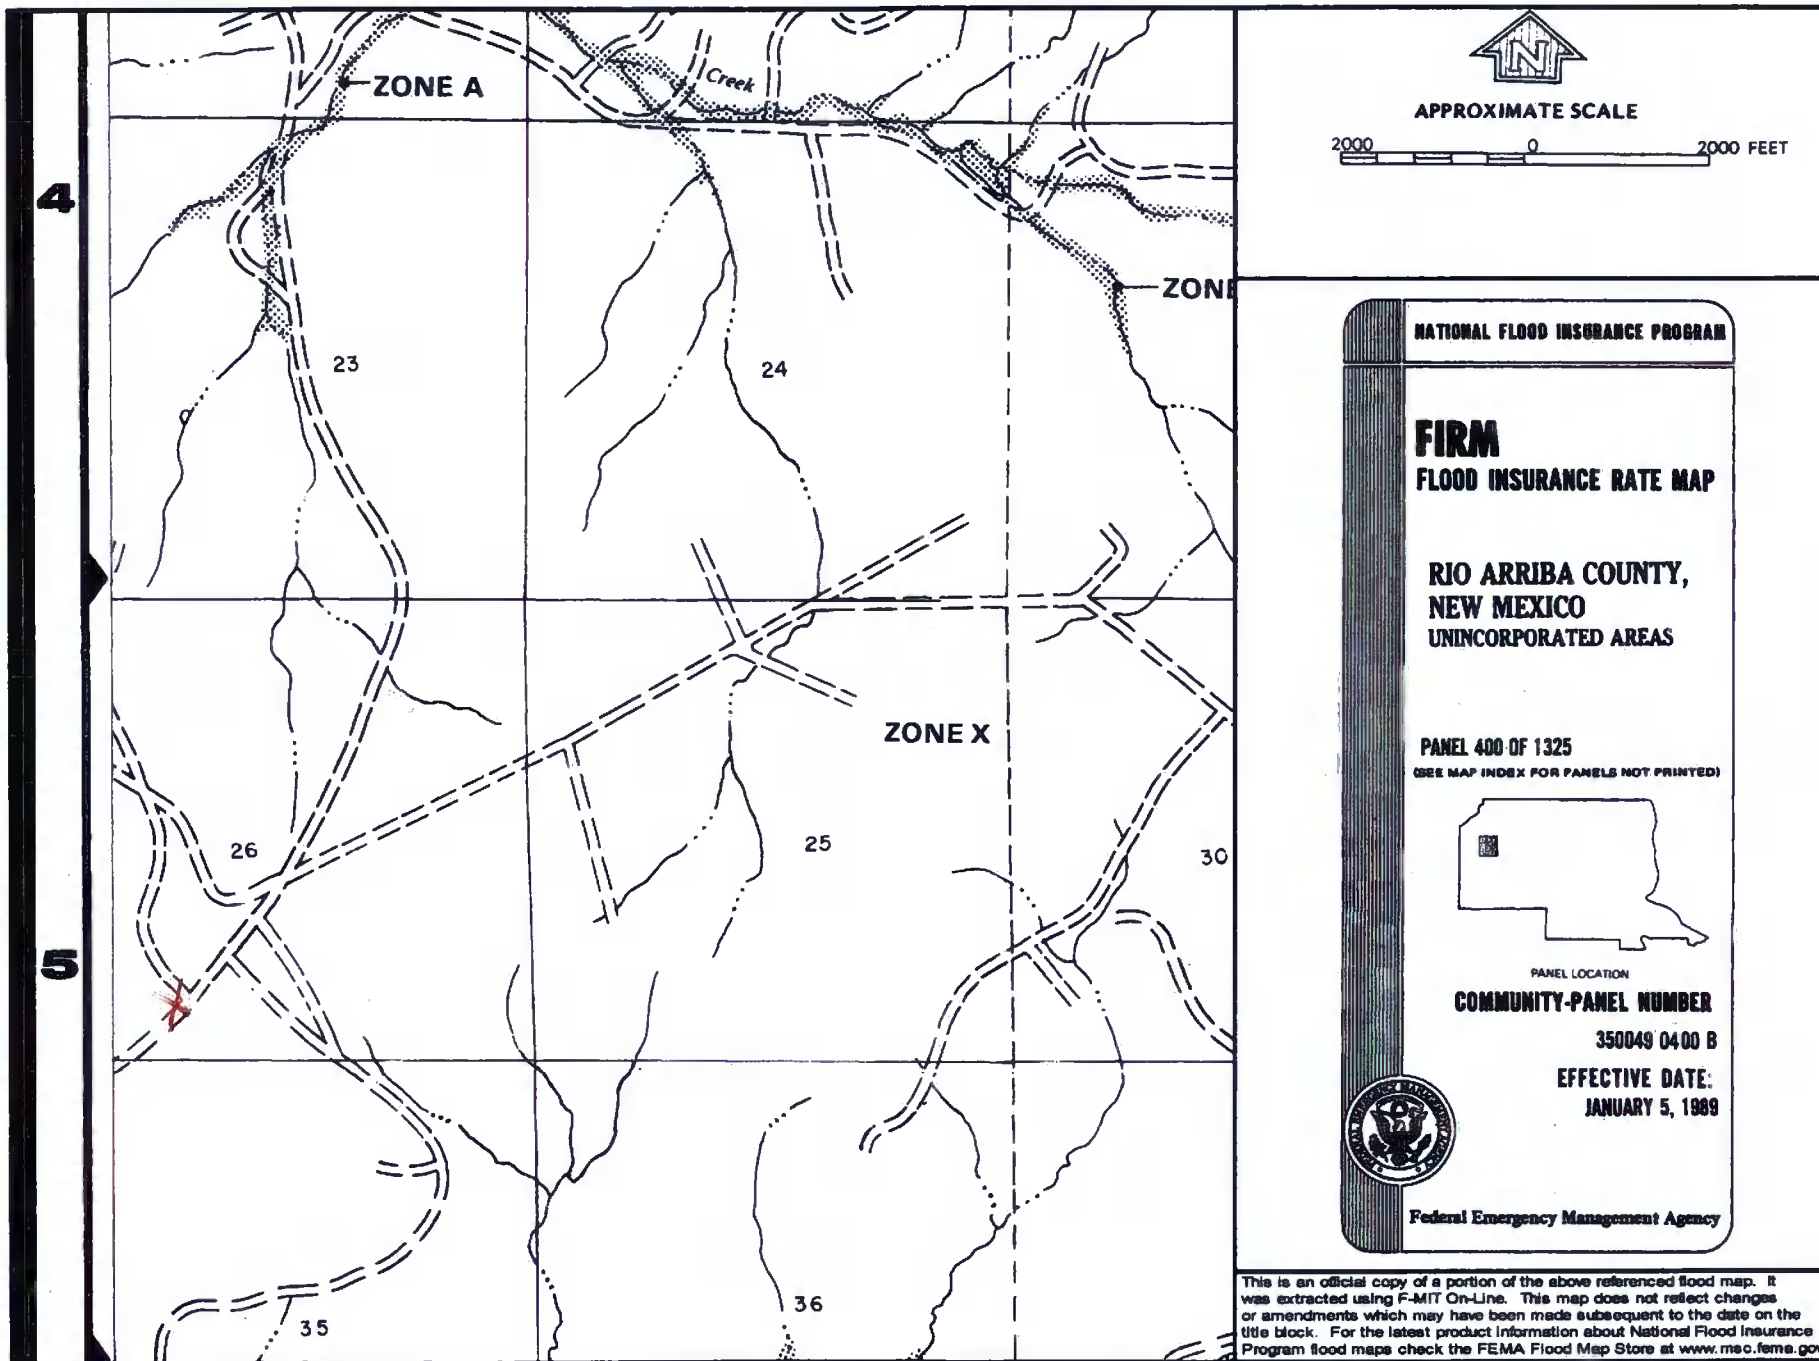 4
5
ZONE A
Creek
ZONE
23
24
ZONE X
26
25
30
35
36
N
APPROXIMATE SCALE
2000 0 2000 FEET
NATIONAL FLOOD INSURANCE PROGRAM
FIRM
FLOOD INSURANCE RATE MAP
RIO ARRIBA COUNTY,
NEW MEXICO
UNINCORPORATED AREAS
PANEL 400 OF 1325
(SEE MAP INDEX FOR PANELS NOT PRINTED)
PANEL LOCATION
COMMUNITY-PANEL NUMBER
350049 0400 B
EFFECTIVE DATE:
JANUARY 5, 1989
FEDERAL EMERGENCY MANAGEMENT AGENCY
Federal Emergency Management Agency
This is an official copy of a portion of the above referenced flood map. It
was extracted using F-MIT On-Line. This map does not reflect changes
or amendments which may have been made subsequent to the date on the
title block. For the latest product information about National Flood Insurance
Program flood maps check the FEMA Flood Map Store at www.msc.fema.gov